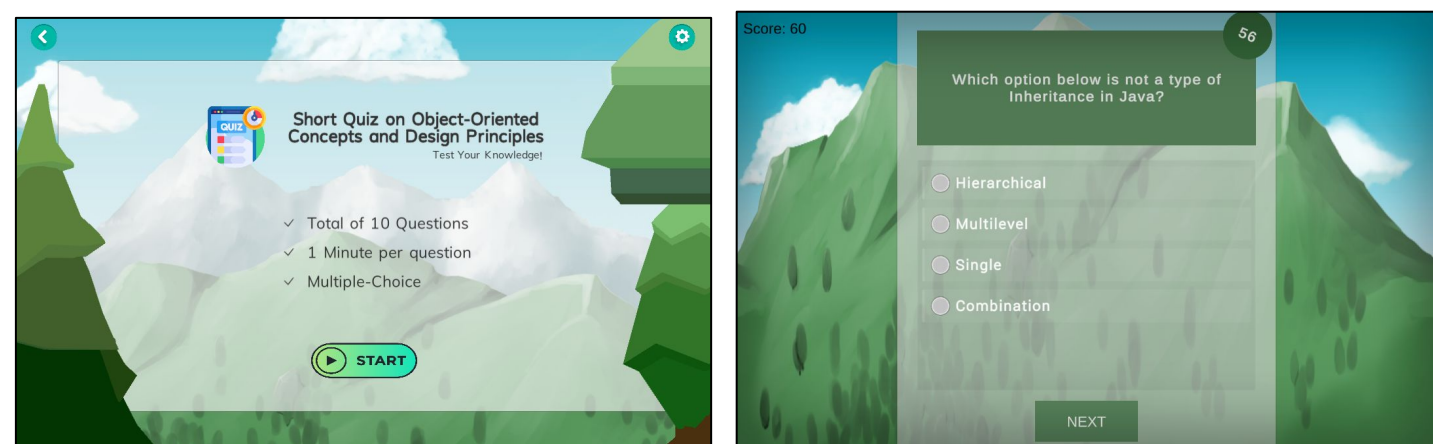 QUIZ
Short Quiz on Object-Oriented
Concepts and Design Principles
Test Your Knowledge!
Total of 10 Questions
1 Minute per question
Multiple-Choice
START
Score: 60
56
Which option below is not a type of
Inheritance in Java?
Hierarchical
Multilevel
Single
Combination
NEXT